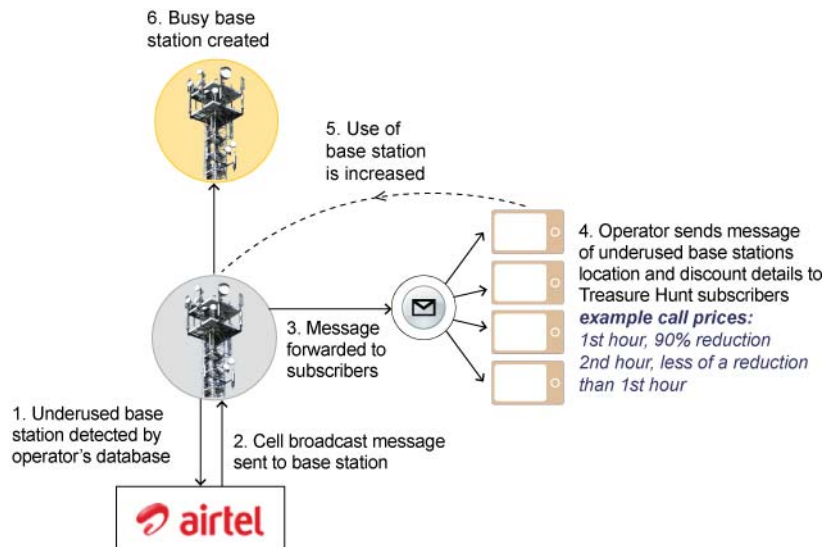 6. Busy base
station created
5. Use of
base station
is increased
4. Operator sends message
of underused base stations
location and discount details to
Treasure Hunt subscribers
example call prices:
1st hour, 90% reduction
2nd hour, less of a reduction
than 1st hour
3. Message
forwarded to
subscribers
1. Underused base
station detected by
operator's database
2. Cell broadcast message
sent to base station
airtel